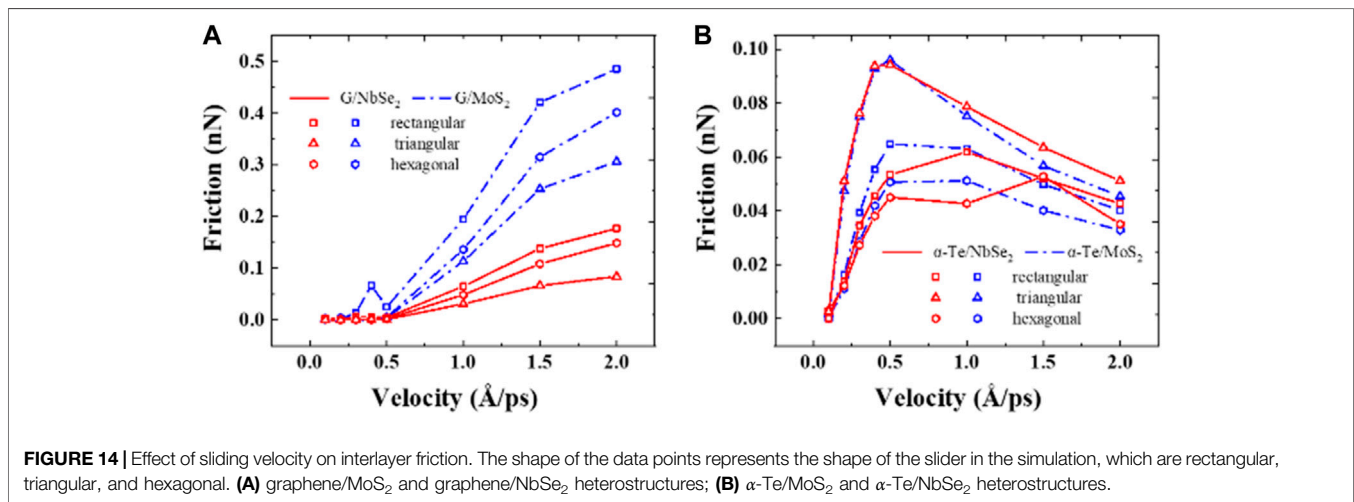 A
B
0.5
0.4
0.3
0.2
0.1
0.0
Friction (nN)
G/NbSe₂ G/MoS₂
rectangular
triangular
hexagonal
0.0 0.5 1.0 1.5 2.0
Velocity (Å/ps)
0.10
0.08
0.06
0.04
0.02
0.00
Friction (nN)
α-Te/NbSe₂ α-Te/MoS₂
rectangular
triangular
hexagonal
0.0 0.5 1.0 1.5 2.0
Velocity (Å/ps)
FIGURE 14 | Effect of sliding velocity on interlayer friction. The shape of the data points represents the shape of the slider in the simulation, which are rectangular,
triangular, and hexagonal. (A) graphene/MoS₂ and graphene/NbSe₂ heterostructures; (B) α-Te/MoS₂ and α-Te/NbSe₂ heterostructures.